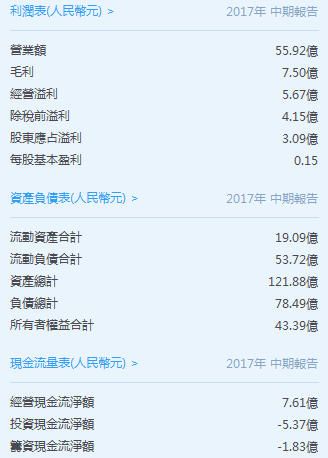 利潤表(人民幣元) > 2017年 中期報告
營業額 55.92億
毛利 7.50億
經營溢利 5.67億
除稅前溢利 4.15億
股東應占溢利 3.09億
每股基本盈利 0.15
資產負債表(人民幣元) > 2017年 中期報告
流動資產合計 19.09億
流動負債合計 53.72億
資產總計 121.88億
負債總計 78.49億
所有者權益合計 43.39億
現金流量表(人民幣元) > 2017年 中期報告
經營現金流淨額 7.61億
投資現金流淨額 -5.37億
籌資現金流淨額 -1.83億